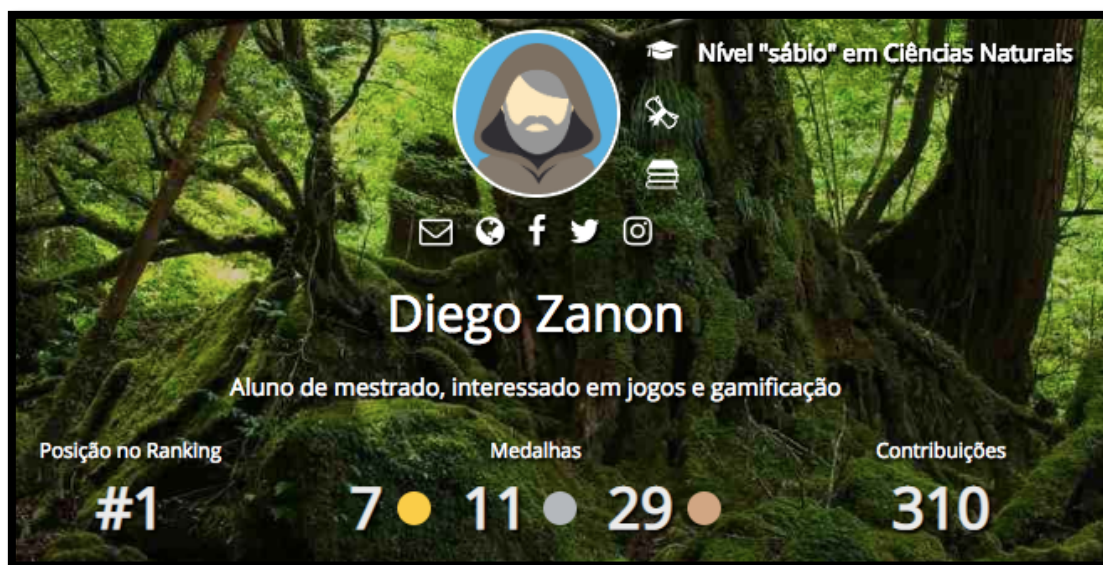 Nível "sábio" em Ciências Naturais
Diego Zanon
Aluno de mestrado, interessado em jogos e gamificação
Posição no Ranking
Medalhas
Contribuições
#1
7 11 29
310